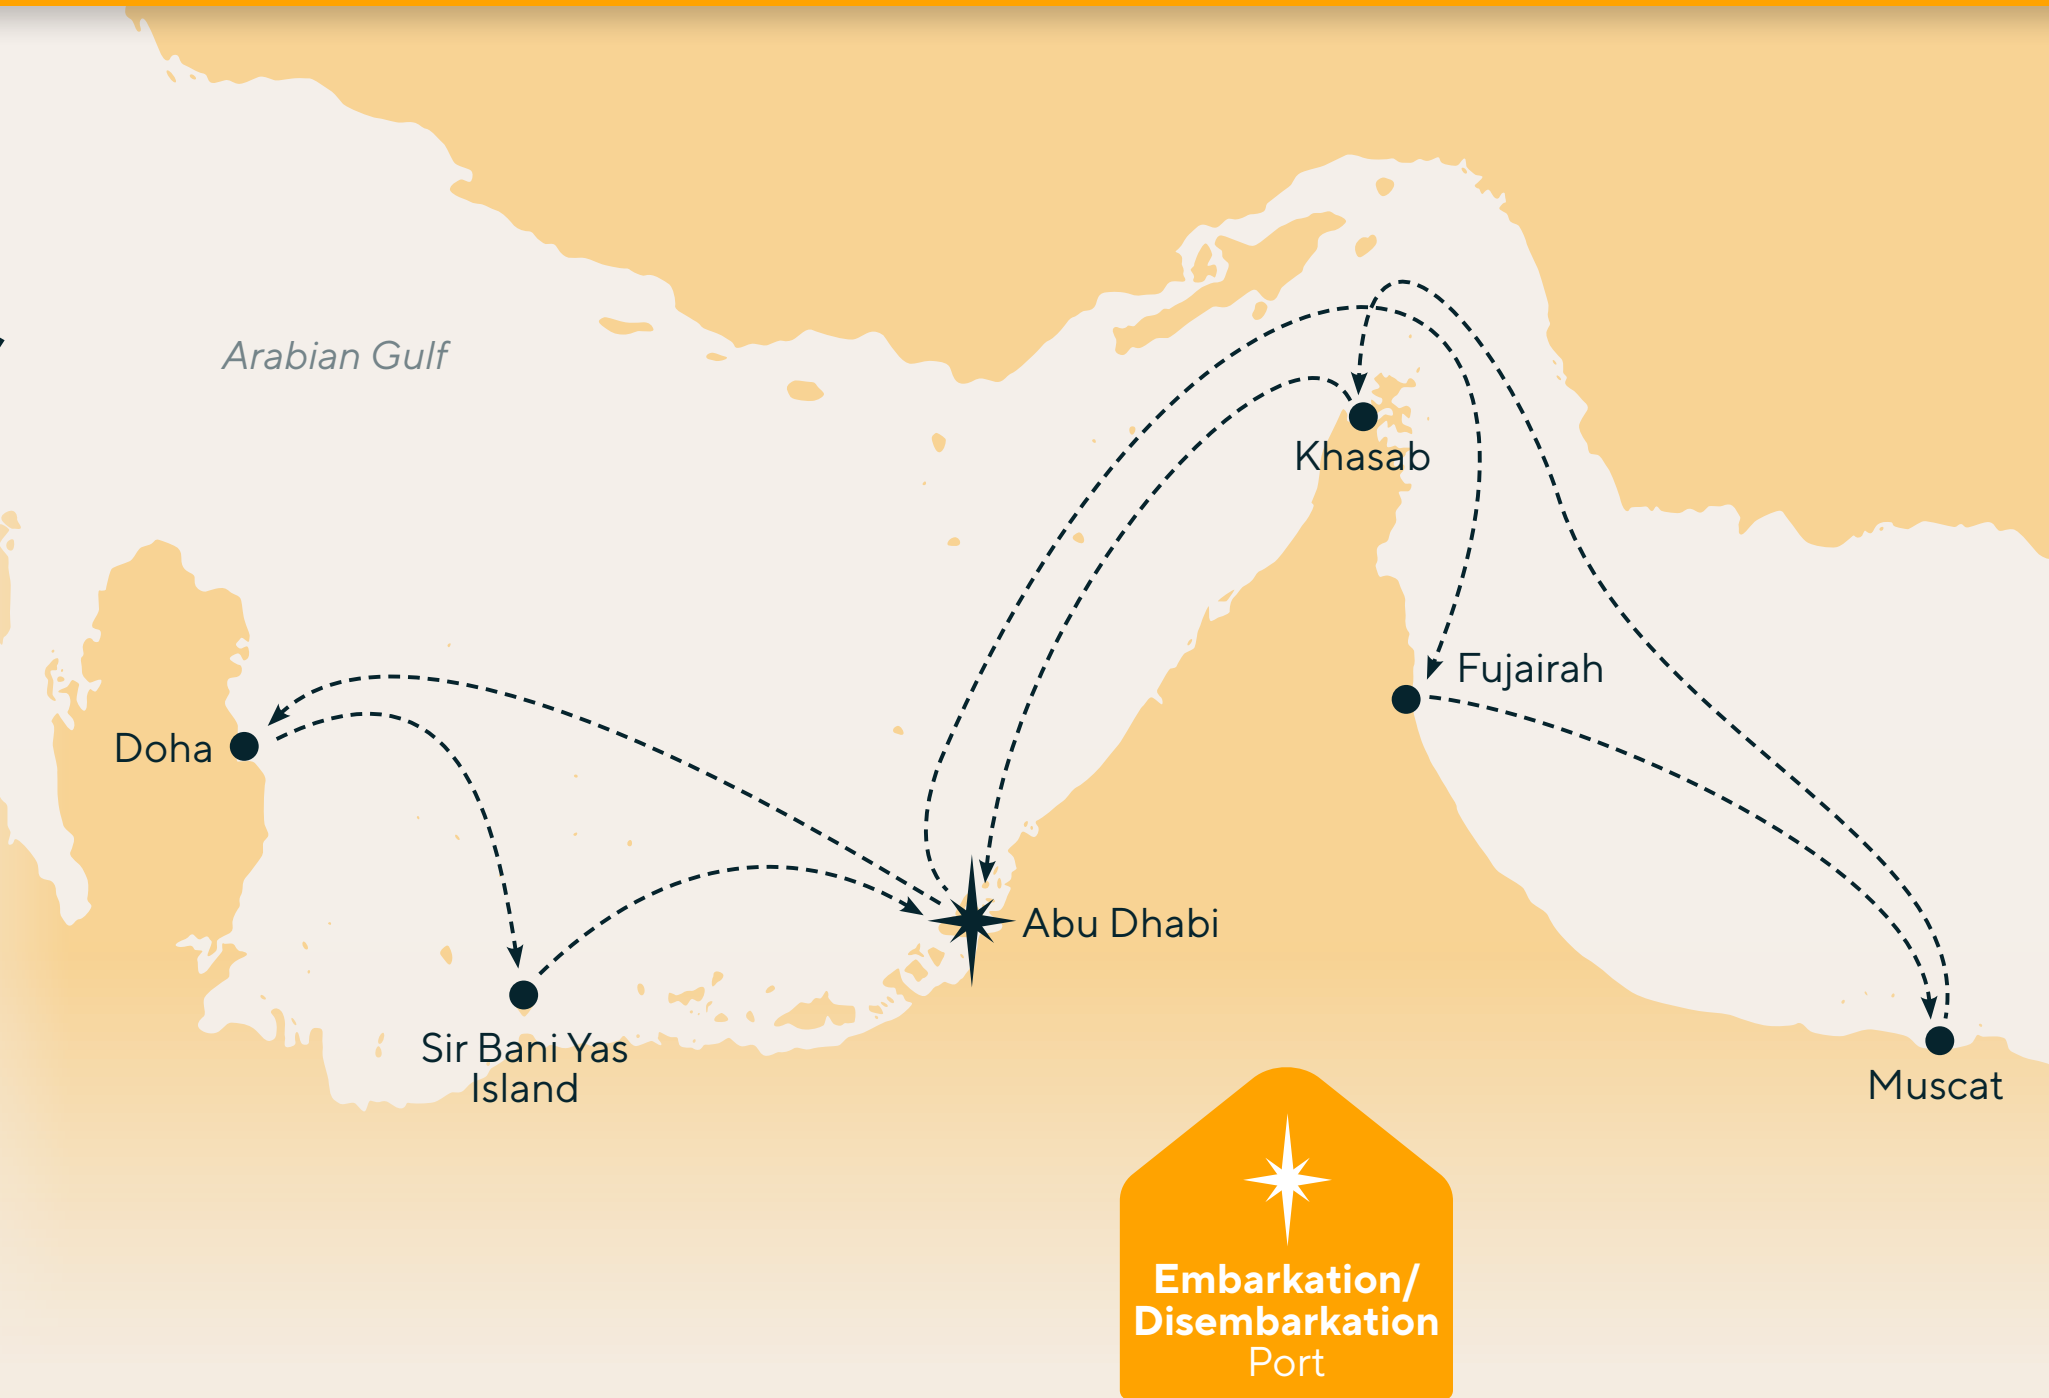 Arabian Gulf
Khasab
Fujairah
Doha
Abu Dhabi
Sir Bani Yas
Island
Muscat
Embarkation/
Disembarkation
Port